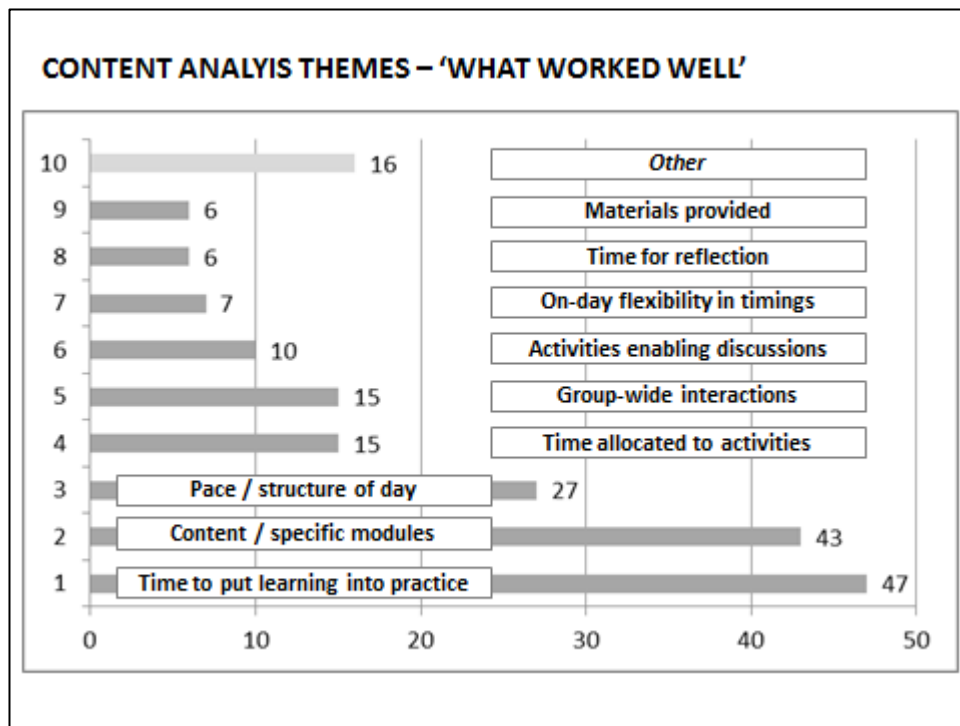 CONTENT ANALYIS THEMES – ‘WHAT WORKED WELL’
10 16 Other
9 6 Materials provided
8 6 Time for reflection
7 7 On-day flexibility in timings
6 10 Activities enabling discussions
5 15 Group-wide interactions
4 15 Time allocated to activities
3 Pace / structure of day 27
2 Content / specific modules 43
1 Time to put learning into practice 47
0 10 20 30 40 50